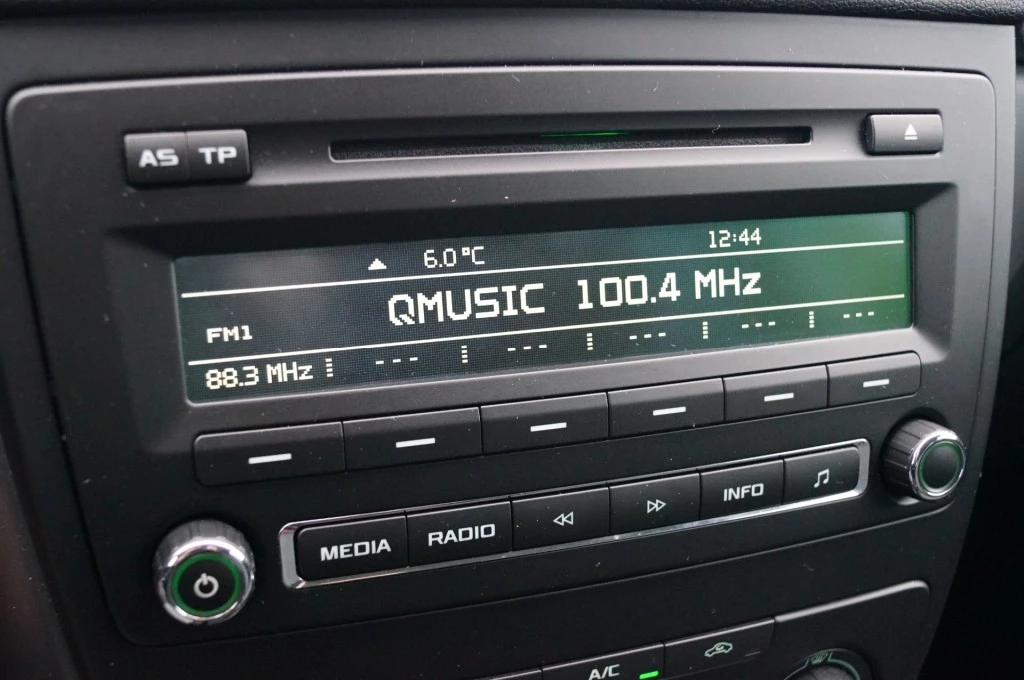 AS TP
6.0°C 12:44
QMUSIC 100.4 MHz
FM1
88.3 MHz --- --- --- --- ---
MEDIA RADIO INFO
A/C